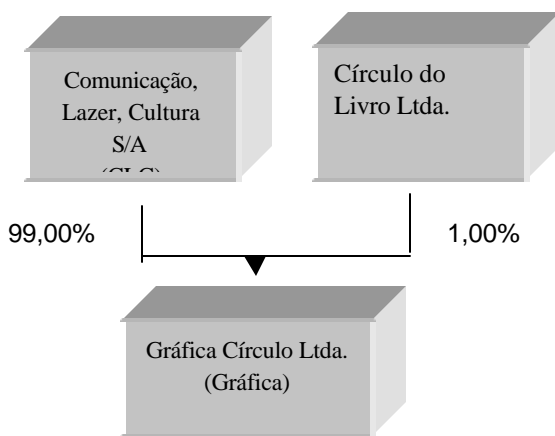 Comunicação,
Lazer, Cultura
S/A
Círculo do
Livro Ltda.
99,00%
1,00%
Gráfica Círculo Ltda.
(Gráfica)